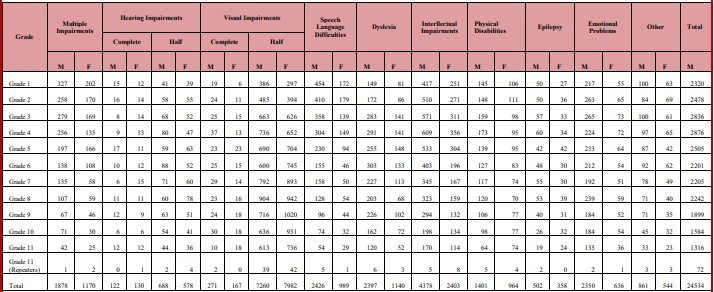 Grade Multiple Impairments Hearing Impairments Visual Impairments Speech Language Difficulties Dyslexia Interllectual Impairments Physical Disabilities Epilepsy Emotional Problems Other Total
Complete Half Complete Half
M F M F M F M F M F M F M F M F M F M F M F M F M
Grade 1 327 202 15 12 41 39 19 6 386 297 454 172 149 81 417 251 145 106 50 27 217 55 100 63 2320
Grade 2 258 170 16 14 58 55 24 11 485 394 410 179 172 86 510 271 148 111 50 36 263 65 84 69 2478
Grade 3 279 169 8 14 68 52 25 15 663 626 358 139 283 141 571 311 159 98 57 33 265 73 100 61 2836
Grade 4 256 135 9 13 80 47 37 13 736 652 304 149 291 141 609 356 173 95 60 34 224 72 97 65 2876
Grade 5 197 166 17 11 59 63 23 23 690 704 230 94 255 148 533 304 139 95 42 42 233 64 87 42 2505
Grade 6 138 108 10 12 88 52 25 15 600 745 155 46 303 133 403 196 127 83 48 30 212 54 92 62 2201
Grade 7 135 58 6 15 71 60 29 14 792 893 158 50 227 113 345 167 117 74 55 30 192 51 78 49 2205
Grade 8 107 59 11 11 60 78 23 16 904 942 128 54 203 68 323 159 120 70 53 39 239 59 71 40 2242
Grade 9 67 46 12 9 63 51 24 18 716 1020 96 44 226 102 294 132 106 77 40 31 184 52 71 35 1899
Grade 10 71 30 6 6 54 41 30 18 636 931 74 32 162 72 198 134 98 77 26 32 184 54 45 32 1584
Grade 11 42 25 12 12 44 36 10 18 613 736 54 29 120 52 170 114 64 74 19 24 135 36 33 23 1316
Grade 11
(Repeaters) 1 2 0 1 2 4 2 0 39 42 5 1 6 3 5 8 5 4 2 0 2 1 3 3 72
Total 1878 1170 122 130 688 578 271 167 7260 7982 2426 989 2397 1140 4378 2403 1401 964 502 358 2350 636 861 544 24534